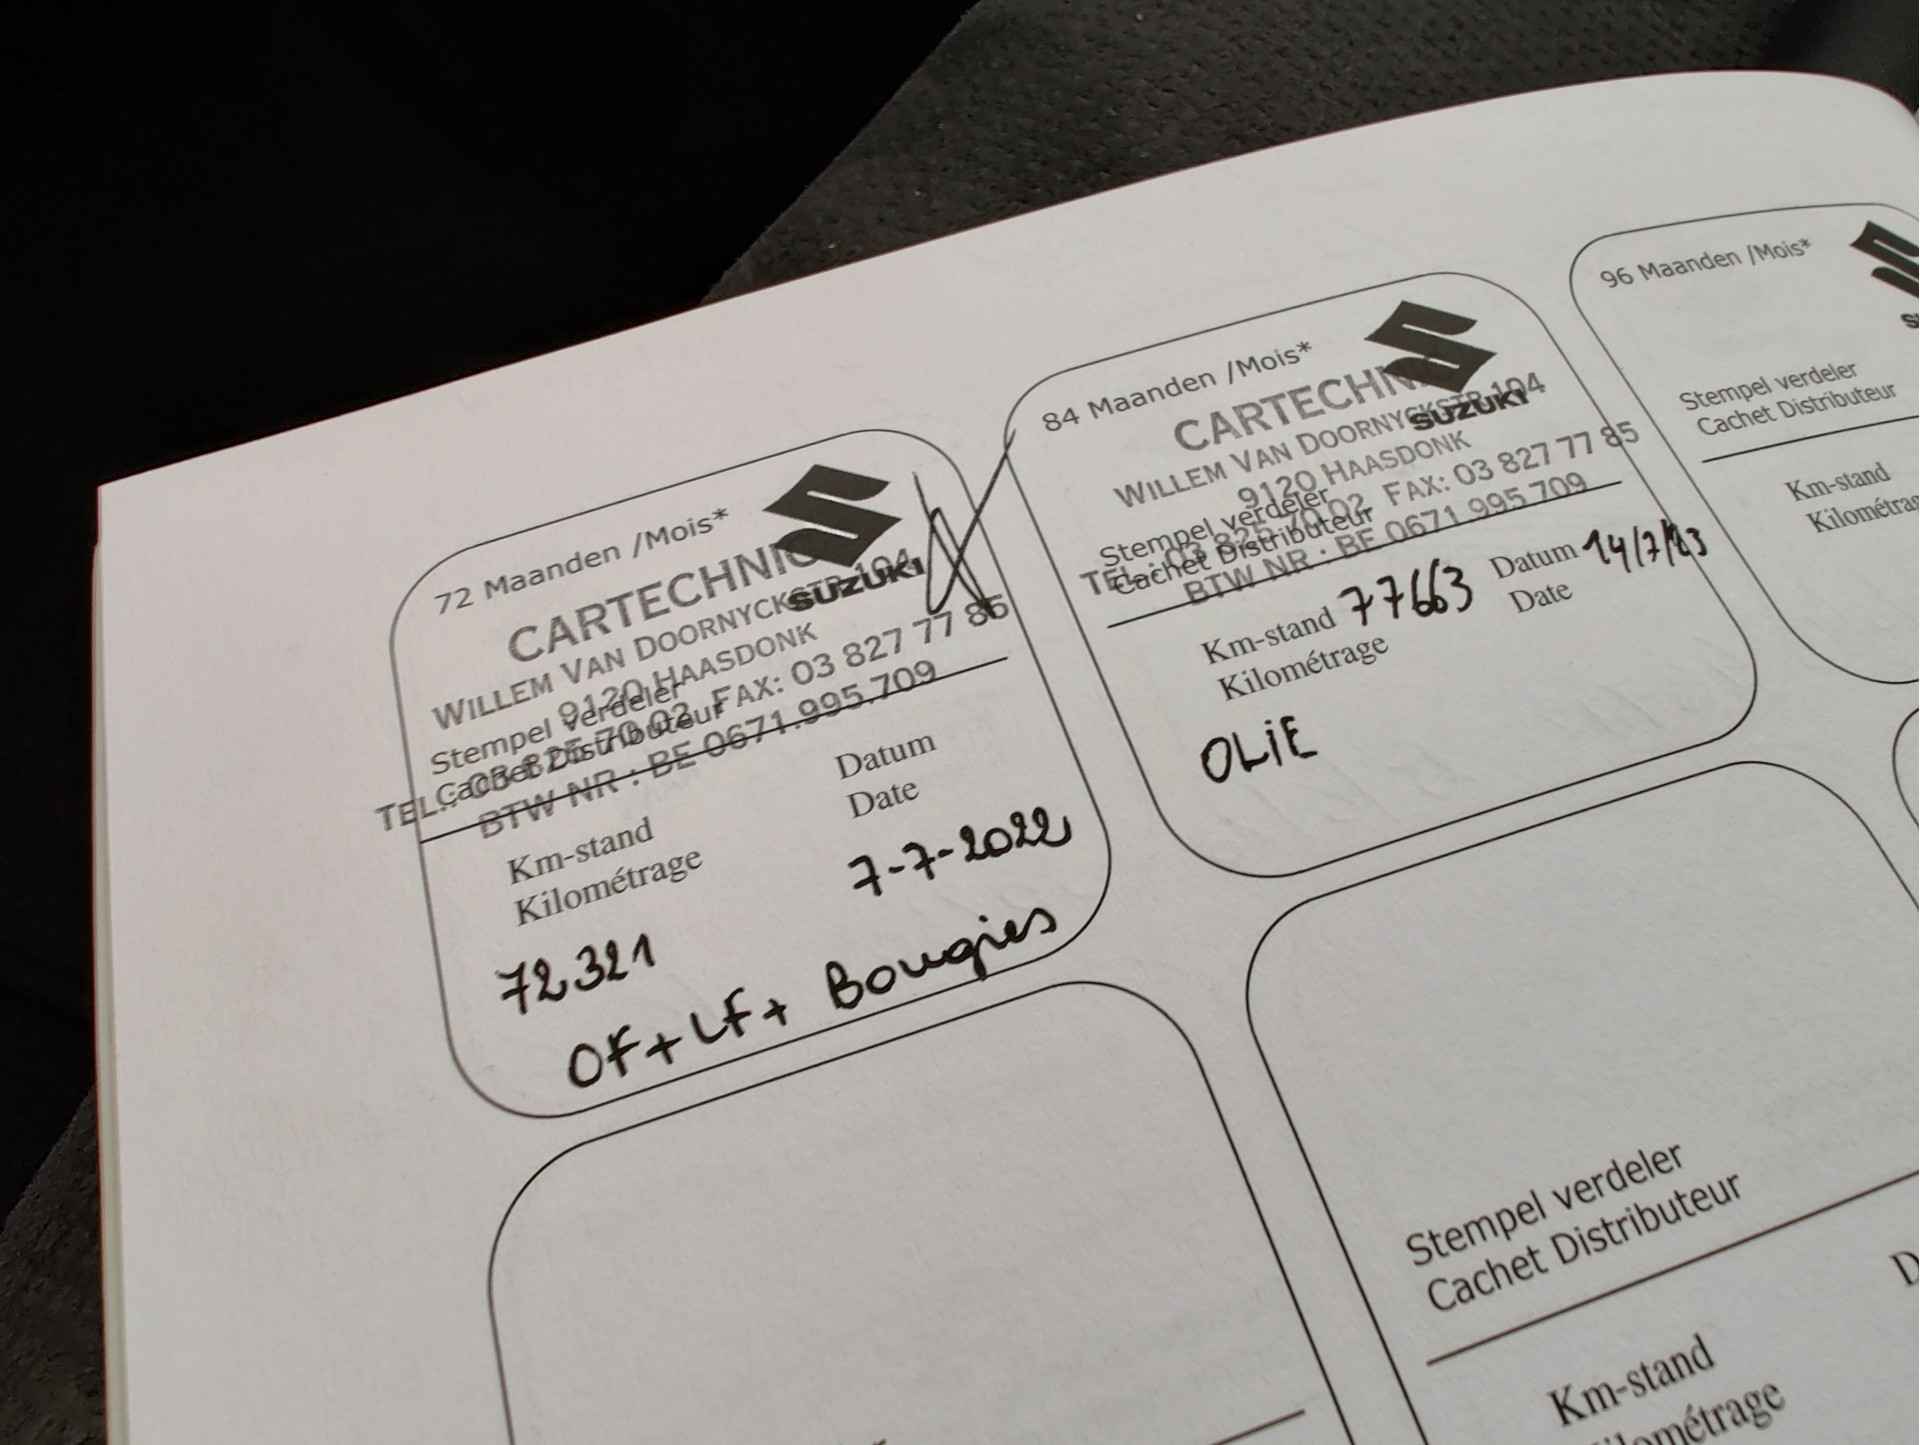 72 Maanden /Mois*
CARTECHNIC
SUZUKI
WILLEM VAN DOORNYCKSTR 104
9120 HAASDONK
Stempel verdeler
Cachet Distributeur
TEL.: 03 825 70 02 FAX: 03 827 77 85
BTW NR : BE 0671.995.709
Km-stand
Kilométrage
Datum
Date
7-7-2022
72321
OF + LF + Bougies
84 Maanden /Mois*
CARTECHNIC
SUZUKI
WILLEM VAN DOORNYCKSTR 104
9120 HAASDONK
Stempel verdeler
Cachet Distributeur
TEL.: 03 825 70 02 FAX: 03 827 77 85
BTW NR : BE 0671.995.709
Km-stand 77663
Kilométrage
Datum 14/7/23
Date
OLIE
96 Maanden /Mois*
Stempel verdeler
Cachet Distributeur
Km-stand
Stempel verdeler
Cachet Distributeur
Km-stand